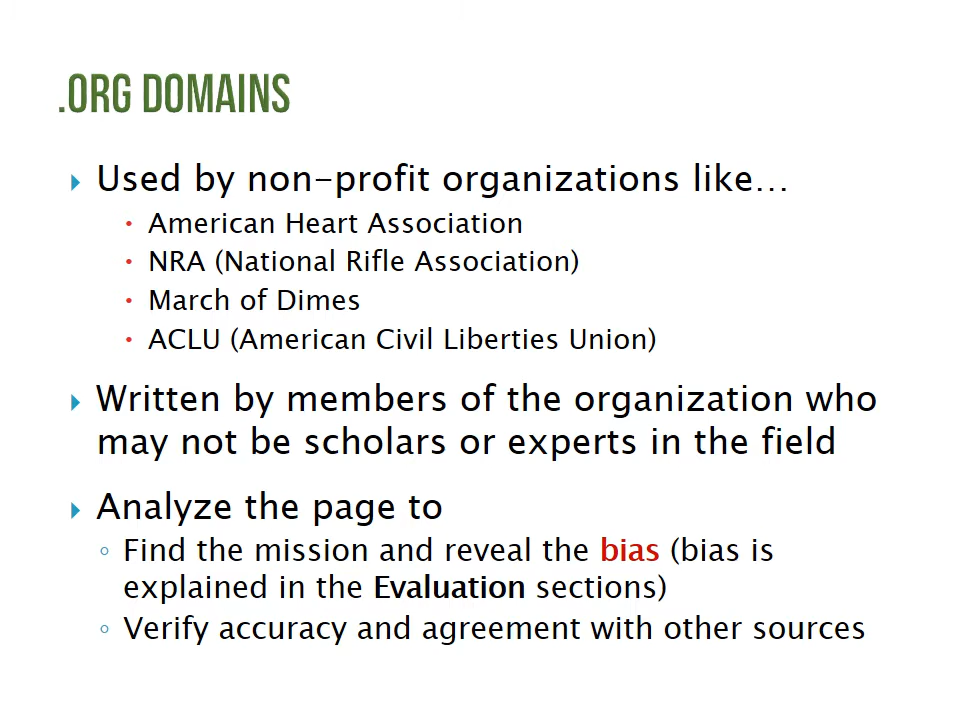 .ORG DOMAINS
Used by non-profit organizations like...
American Heart Association
NRA (National Rifle Association)
March of Dimes
ACLU (American Civil Liberties Union)
Written by members of the organization who
may not be scholars or experts in the field
Analyze the page to
Find the mission and reveal the bias (bias is
explained in the Evaluation sections)
Verify accuracy and agreement with other sources